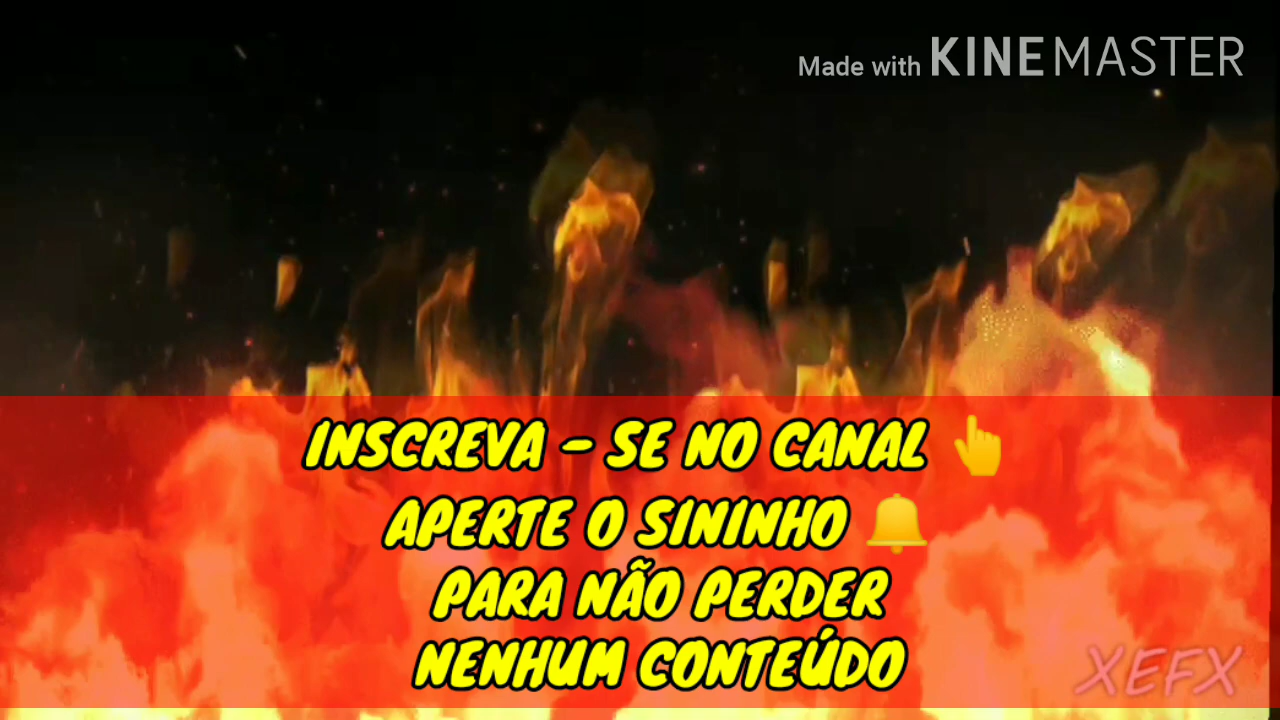 Made with KINEMASTER
INSCREVA - SE NO CANAL 👆
APERTE O SININHO 🔔
PARA NÃO PERDER
NENHUM CONTEÚDO
XEFX